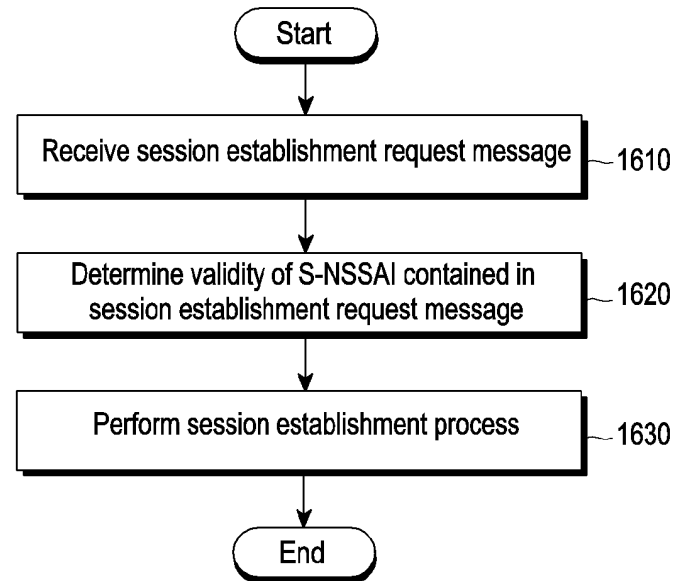 Start
Receive session establishment request message
1610
Determine validity of S-NSSAI contained in
session establishment request message
1620
Perform session establishment process
1630
End